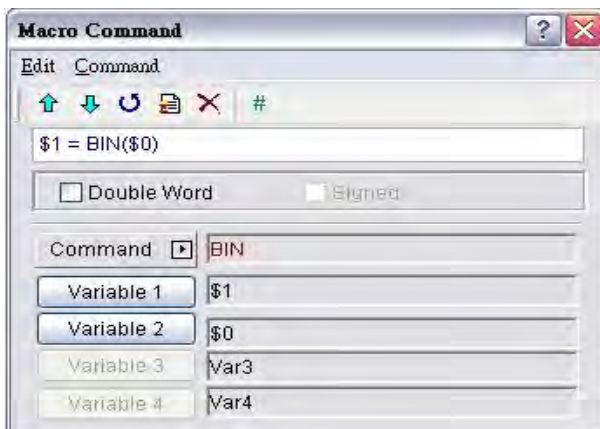 Macro Command
?
Edit Command
#
$1 = BIN($0)
Double Word Signed
Command BIN
Variable 1 $1
Variable 2 $0
Variable 3 Var3
Variable 4 Var4